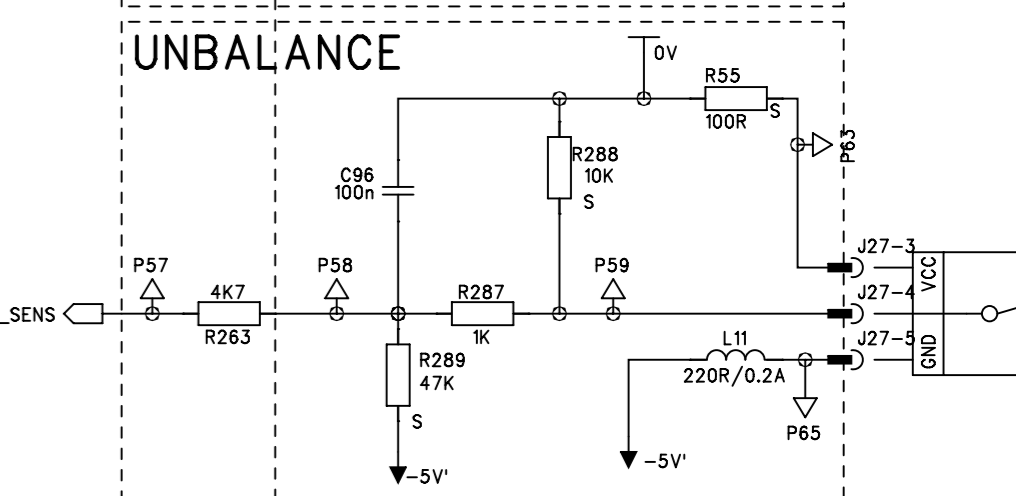 UNBALANCE
0V
R55
100R
S
P63
R288
10K
S
C96
100n
J27-3
VCC
P57
P58
P59
4K7
R263
R287
1K
J27-4
_SENS
L11
220R/0.2A
J27-5
GND
R289
47K
S
P65
-5V'
-5V'